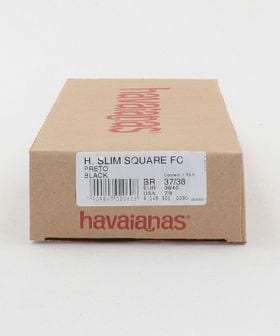 havaianas
H. SLIM SQUARE FC
PRETO
BLACK
BR 37/38
EUR 39/40
USA 7/8
havaianas